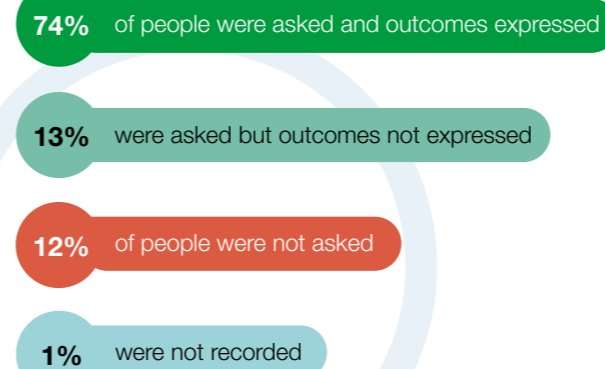 74% of people were asked and outcomes expressed
13% were asked but outcomes not expressed
12% of people were not asked
1% were not recorded